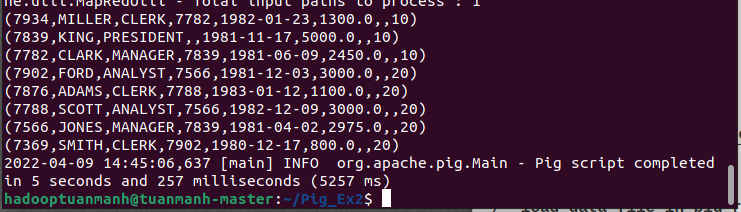 ne.util.MapRedUtil - Total input paths to process : 1
(7934,MILLER,CLERK,7782,1982-01-23,1300.0,,10)
(7839,KING,PRESIDENT,,1981-11-17,5000.0,,10)
(7782,CLARK,MANAGER,7839,1981-06-09,2450.0,,10)
(7902,FORD,ANALYST,7566,1981-12-03,3000.0,,20)
(7876,ADAMS,CLERK,7788,1983-01-12,1100.0,,20)
(7788,SCOTT,ANALYST,7566,1982-12-09,3000.0,,20)
(7566,JONES,MANAGER,7839,1981-04-02,2975.0,,20)
(7369,SMITH,CLERK,7902,1980-12-17,800.0,,20)
2022-04-09 14:45:06,637 [main] INFO  org.apache.pig.Main - Pig script completed
in 5 seconds and 257 milliseconds (5257 ms)
hadooptuanmanh@tuanmanh-master:~/Pig_Ex2$